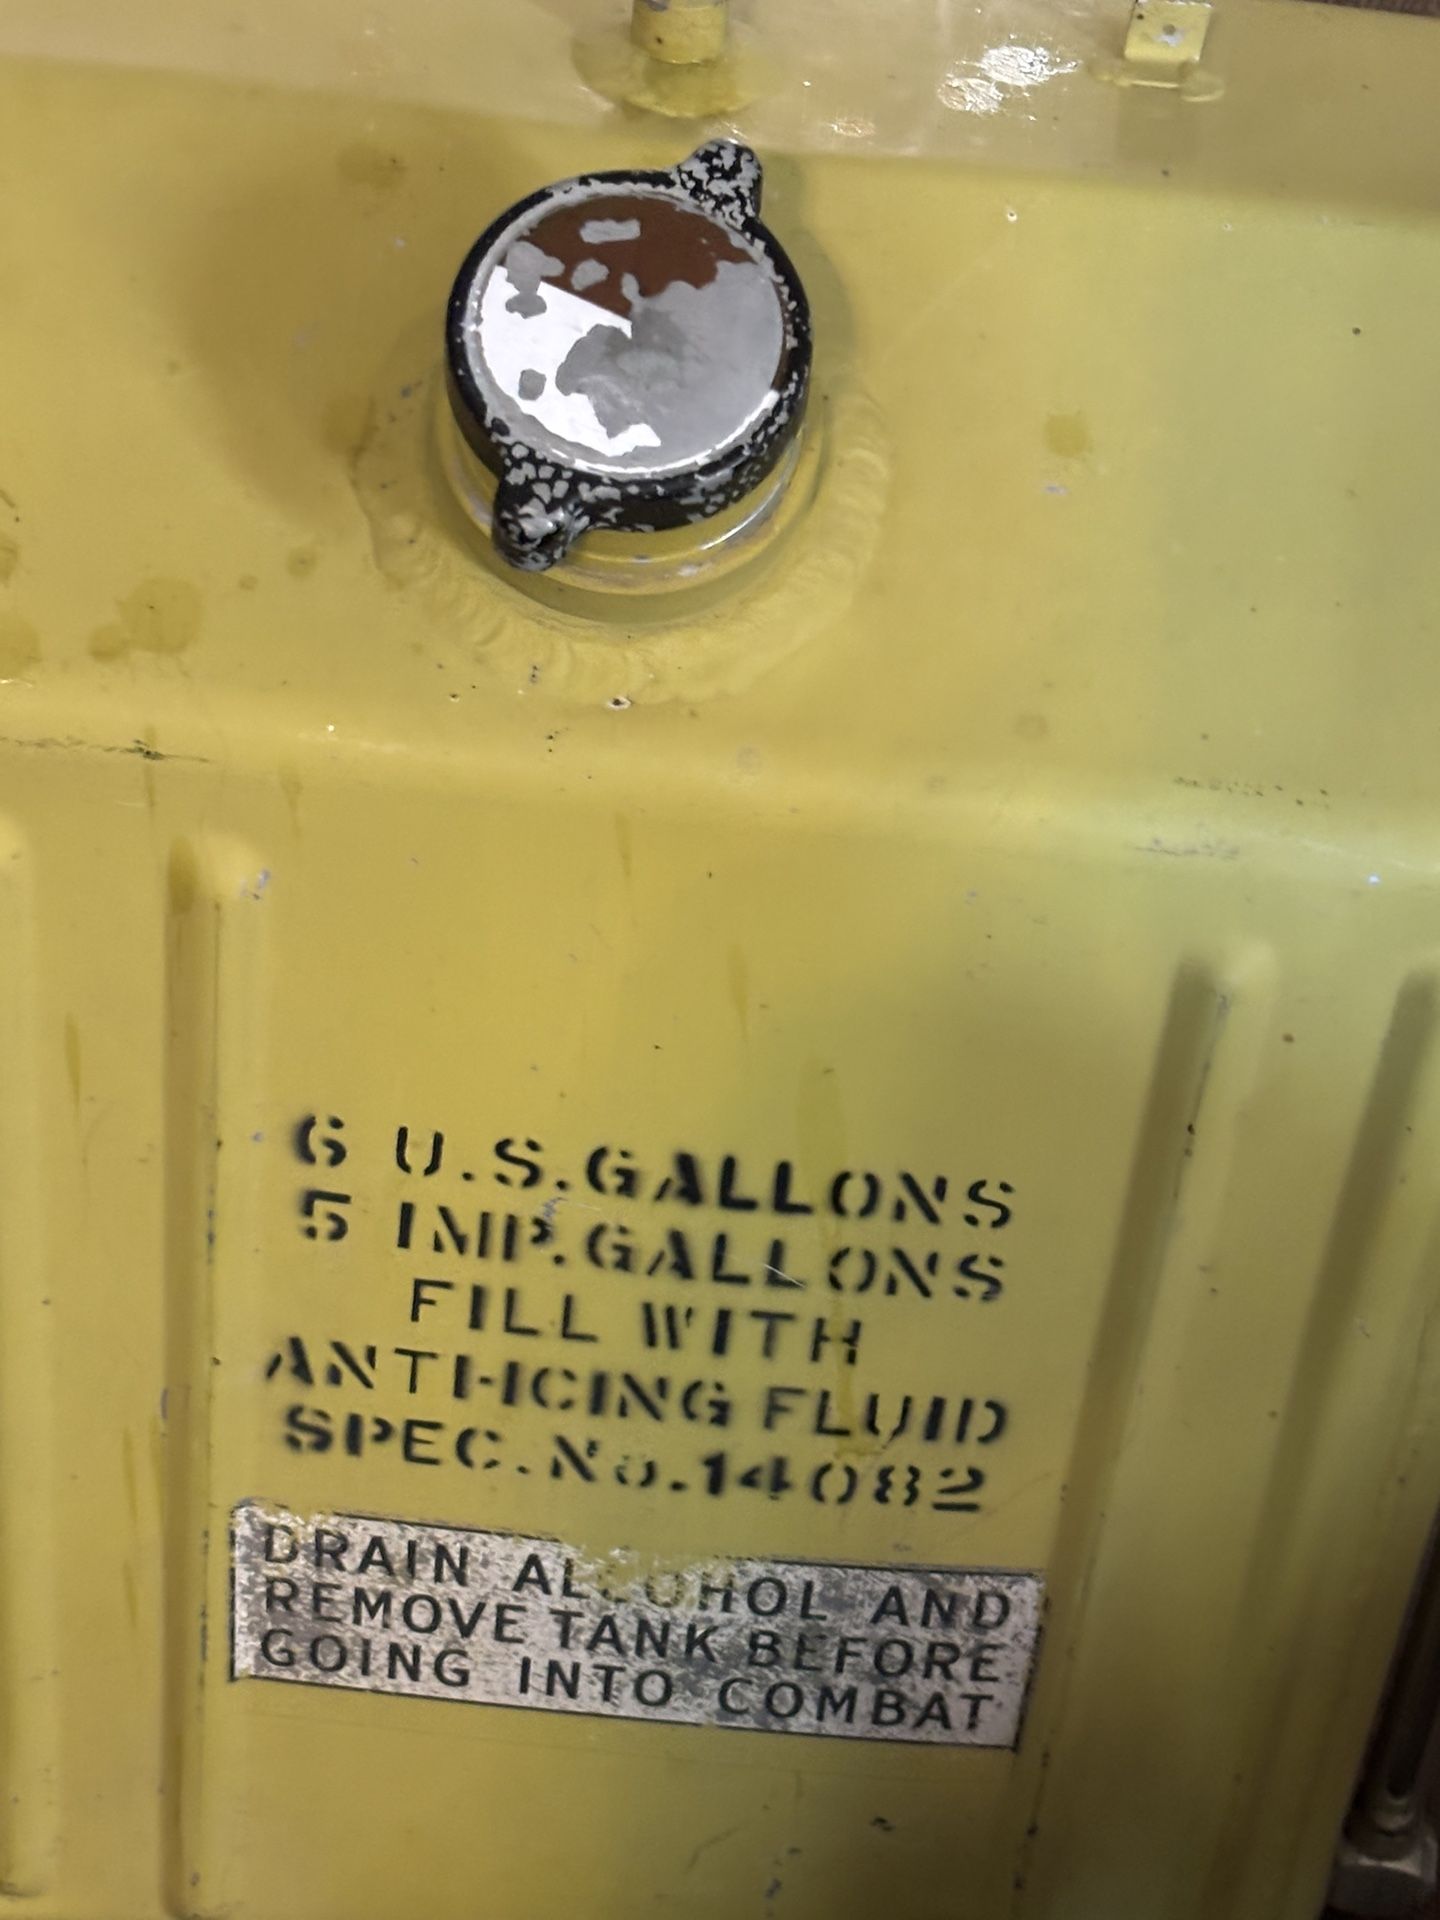 6 U.S.GALLONS
5 IMP.GALLONS
FILL WITH
ANTI-ICING FLUID
SPEC.No.14082
DRAIN ALCOHOL AND
REMOVE TANK BEFORE
GOING INTO COMBAT